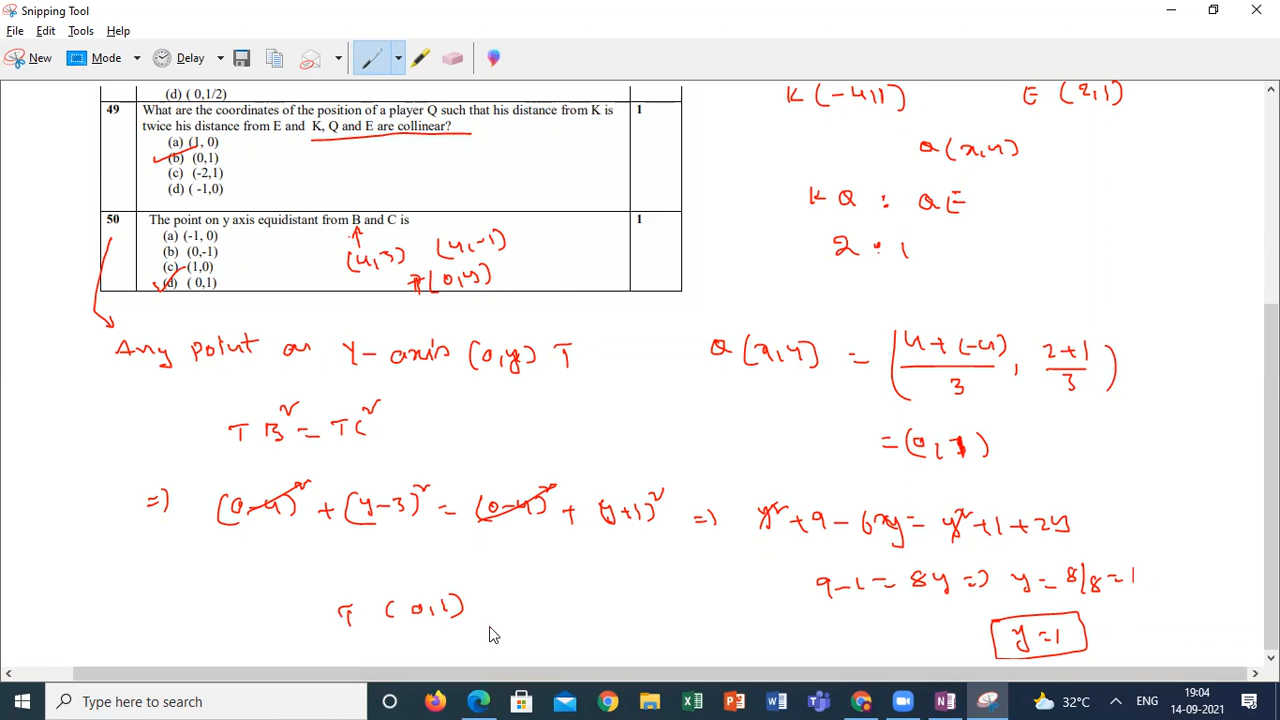 Snipping Tool
File Edit Tools Help
New Mode Delay
(d) ( 0,1/2)
49 What are the coordinates of the position of a player Q such that his distance from K is 1
twice his distance from E and K, Q and E are collinear?
(a) (1, 0)
(b) (0,1)
(c) (-2,1)
(d) ( -1,0)
50 The point on y axis equidistant from B and C is 1
(a) (-1, 0)
(b) (0,-1)
(c) (1,0)
(d) ( 0,1)
(4,3) (4,-1)
(0,y)
K (-4,1) E (2,1)
Q(x,y)
KQ : QE
2 : 1
Q(x,y) = (4+(-4)/3, 2+1/3)
= (0,1)
Any point on Y-axis (0,y) T
TB² = TC²
=) (0-4)² + (y-3)² = (0-4)² + (y+1)² =) y²+9-6y = y²+1+2y
9-1 = 8y => y = 8/8 = 1
y=1
T (0,1)
Type here to search
32°C ENG 19:04
14-09-2021